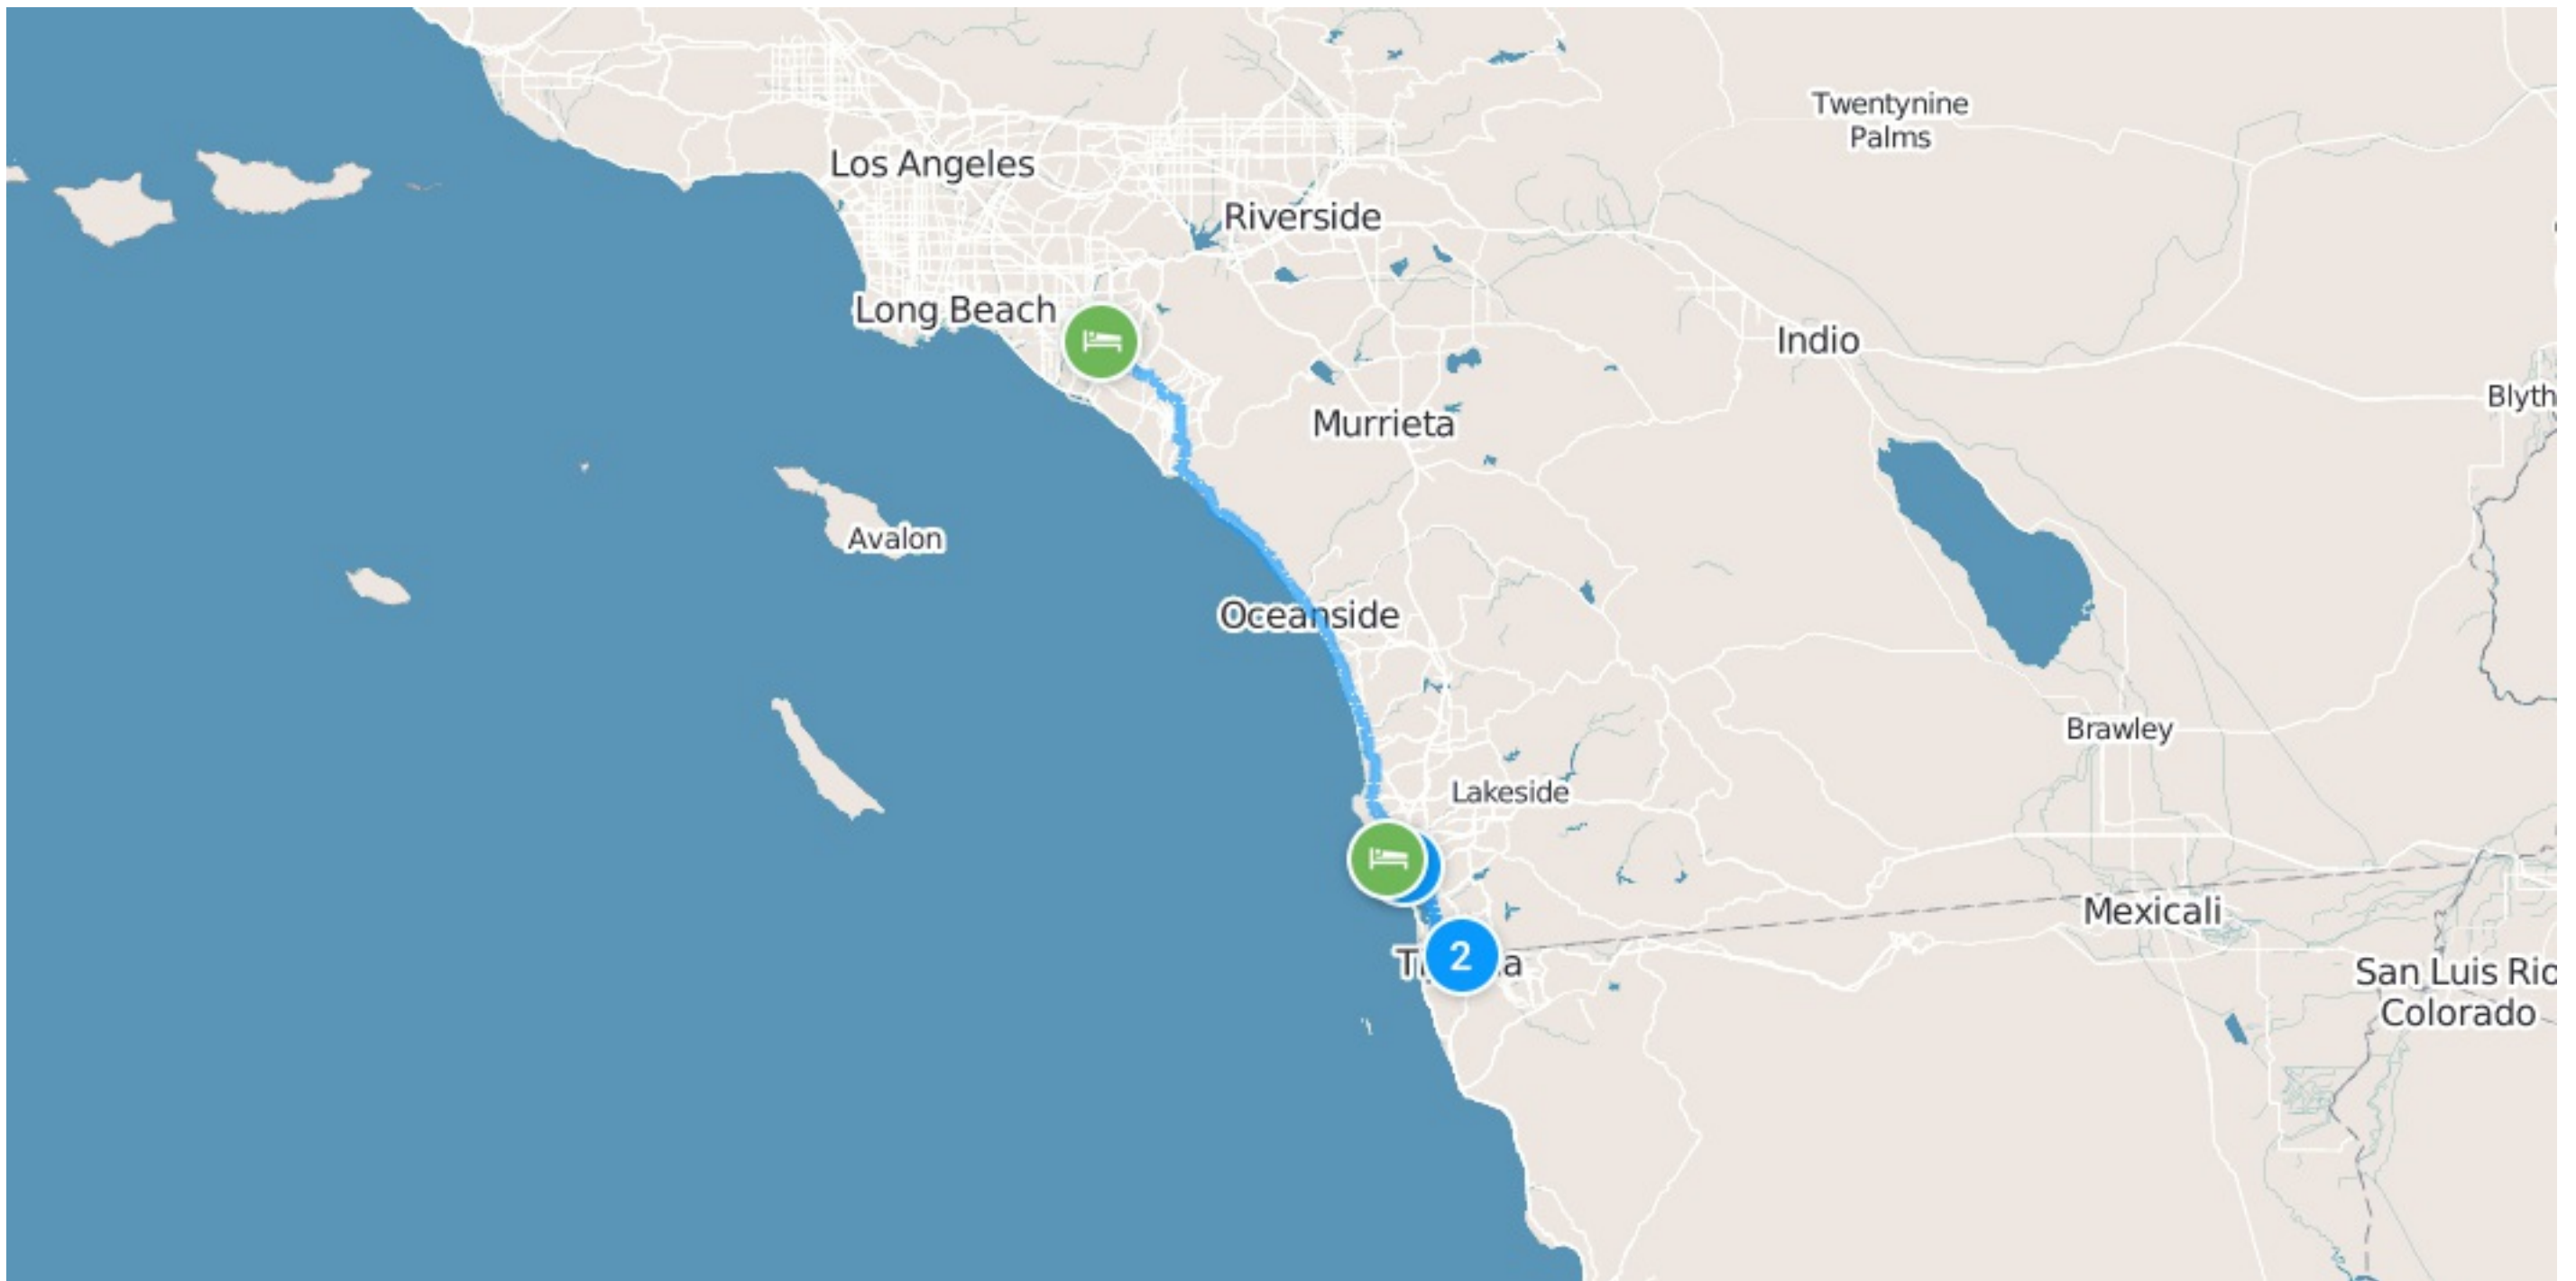 Twentynine
Palms
Los Angeles
Riverside
Long Beach
Indio
Blyth
Murrieta
Avalon
Oceanside
Brawley
Lakeside
Mexicali
2
San Luis Rio
Colorado